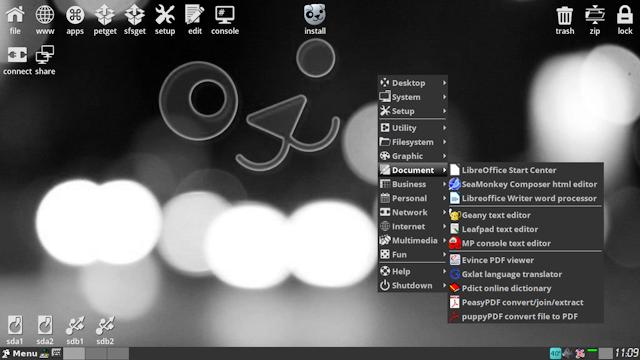 file www apps petget sfsget setup edit console install trash zip lock
connect share
Desktop
System
Setup
Utility
Filesystem
Graphic
Document
Business
Personal
Network
Internet
Multimedia
Fun
Help
Shutdown
LibreOffice Start Center
SeaMonkey Composer html editor
Libreoffice Writer word processor
Geany text editor
Leafpad text editor
MP console text editor
Evince PDF viewer
Gxlat language translator
Pdict online dictionary
PeasyPDF convert/join/extract
puppyPDF convert file to PDF
sda1 sda2 sdb1 sdb2
Menu 40° 11:09